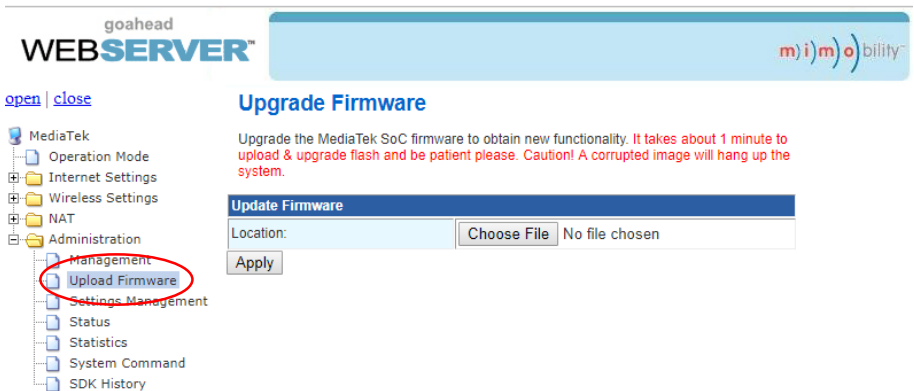 goahead
WEBSERVER™
m)i)m)o)bility™
open | close
Upgrade Firmware
Upgrade the MediaTek SoC firmware to obtain new functionality. It takes about 1 minute to
upload & upgrade flash and be patient please. Caution! A corrupted image will hang up the
system.
MediaTek
Operation Mode
Internet Settings
Wireless Settings
NAT
Administration
Management
Upload Firmware
Settings Management
Status
Statistics
System Command
SDK History
Update Firmware
Location:
Choose File No file chosen
Apply